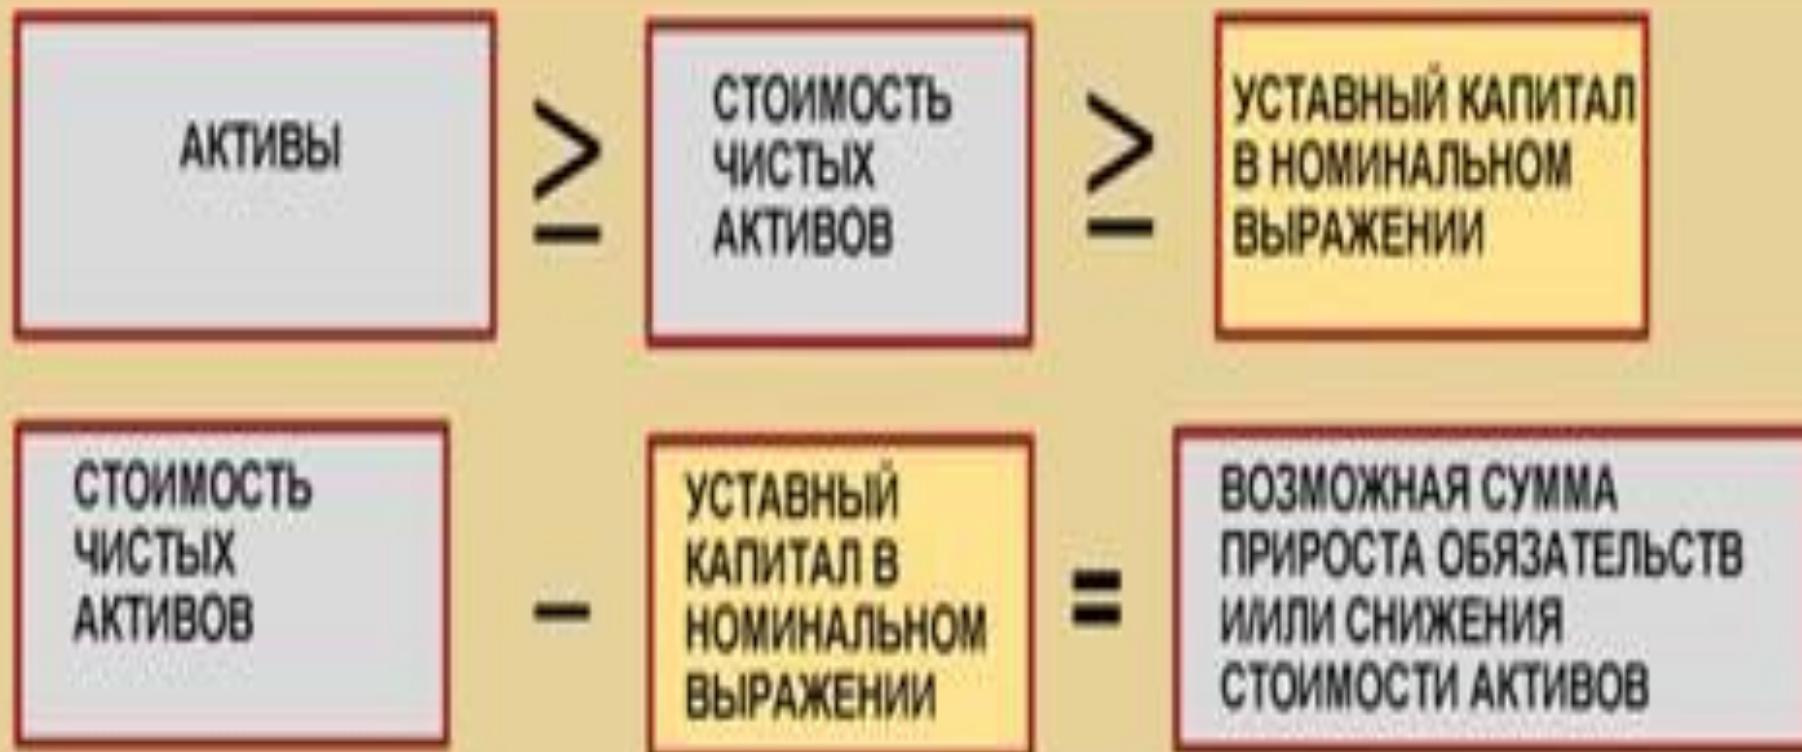 АКТИВЫ
≥
СТОИМОСТЬ
ЧИСТЫХ
АКТИВОВ
≥
УСТАВНЫЙ КАПИТАЛ
В НОМИНАЛЬНОМ
ВЫРАЖЕНИИ
СТОИМОСТЬ
ЧИСТЫХ
АКТИВОВ
–
УСТАВНЫЙ
КАПИТАЛ В
НОМИНАЛЬНОМ
ВЫРАЖЕНИИ
=
ВОЗМОЖНАЯ СУММА
ПРИРОСТА ОБЯЗАТЕЛЬСТВ
И/ИЛИ СНИЖЕНИЯ
СТОИМОСТИ АКТИВОВ